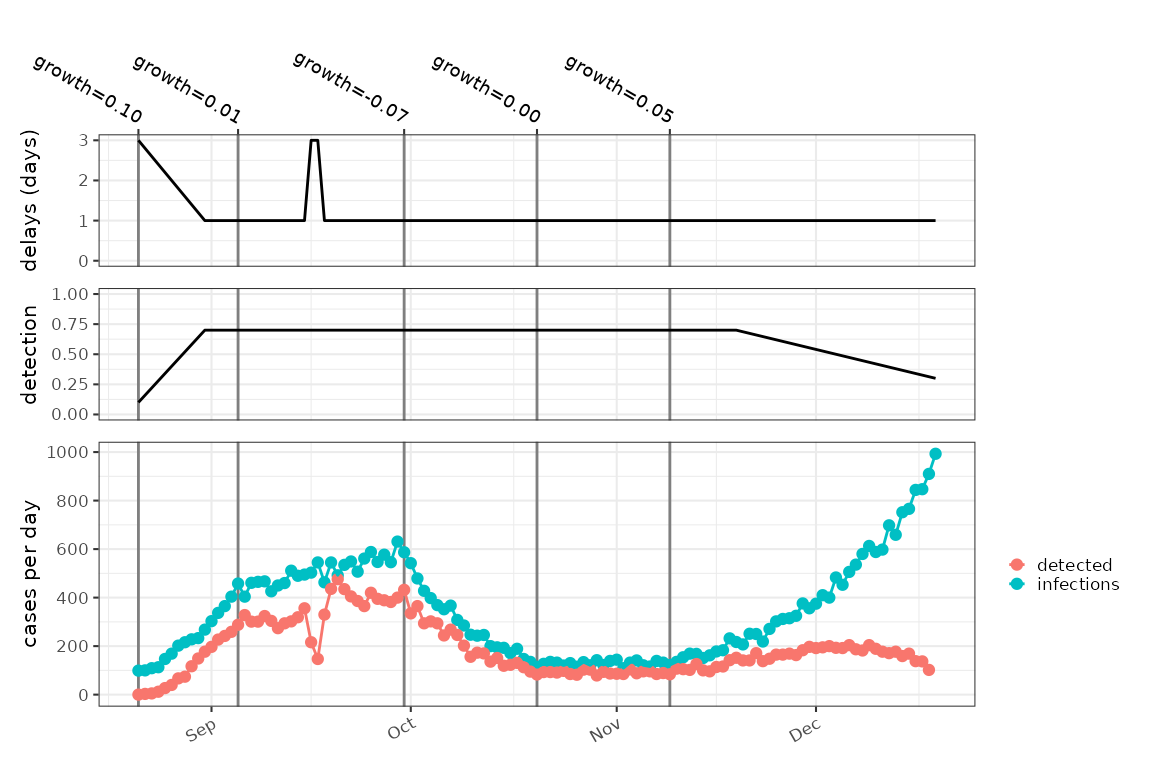 growth=0.10
growth=0.01
growth=-0.07
growth=0.00
growth=0.05
delays (days)
3
2
1
0
detection
1.00
0.75
0.50
0.25
0.00
cases per day
1000
800
600
400
200
0
Sep
Oct
Nov
Dec
detected
infections